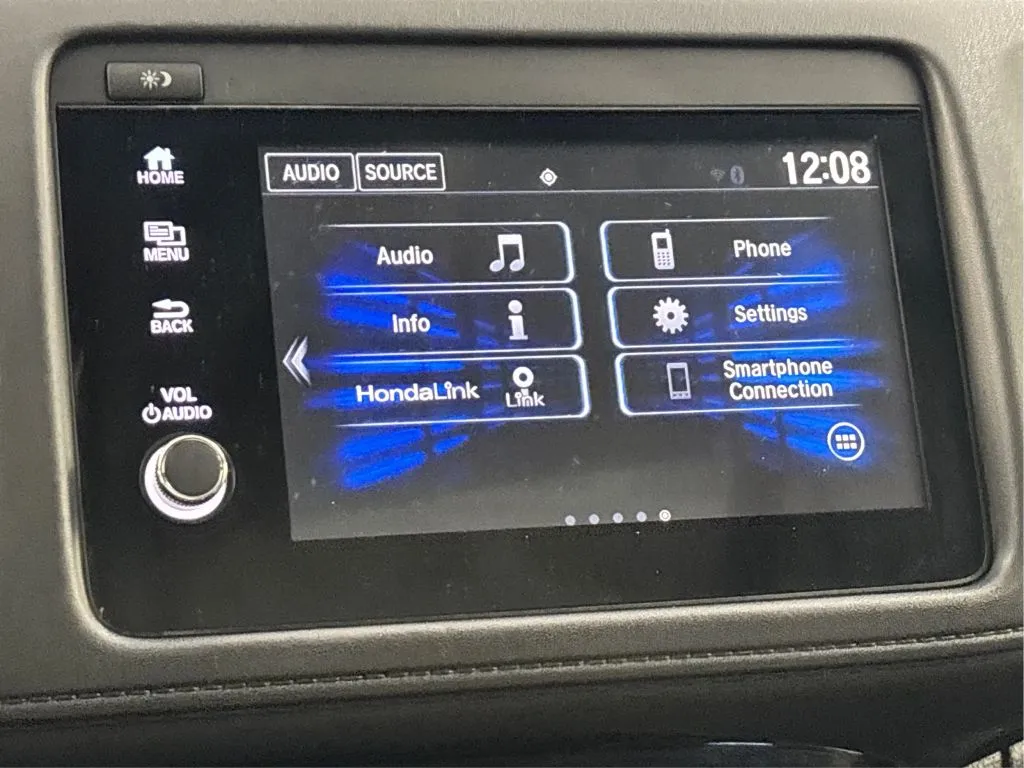 HOME
MENU
BACK
VOL
AUDIO
AUDIO SOURCE 12:08
Audio Phone
Info Settings
HondaLink Link Smartphone
Connection